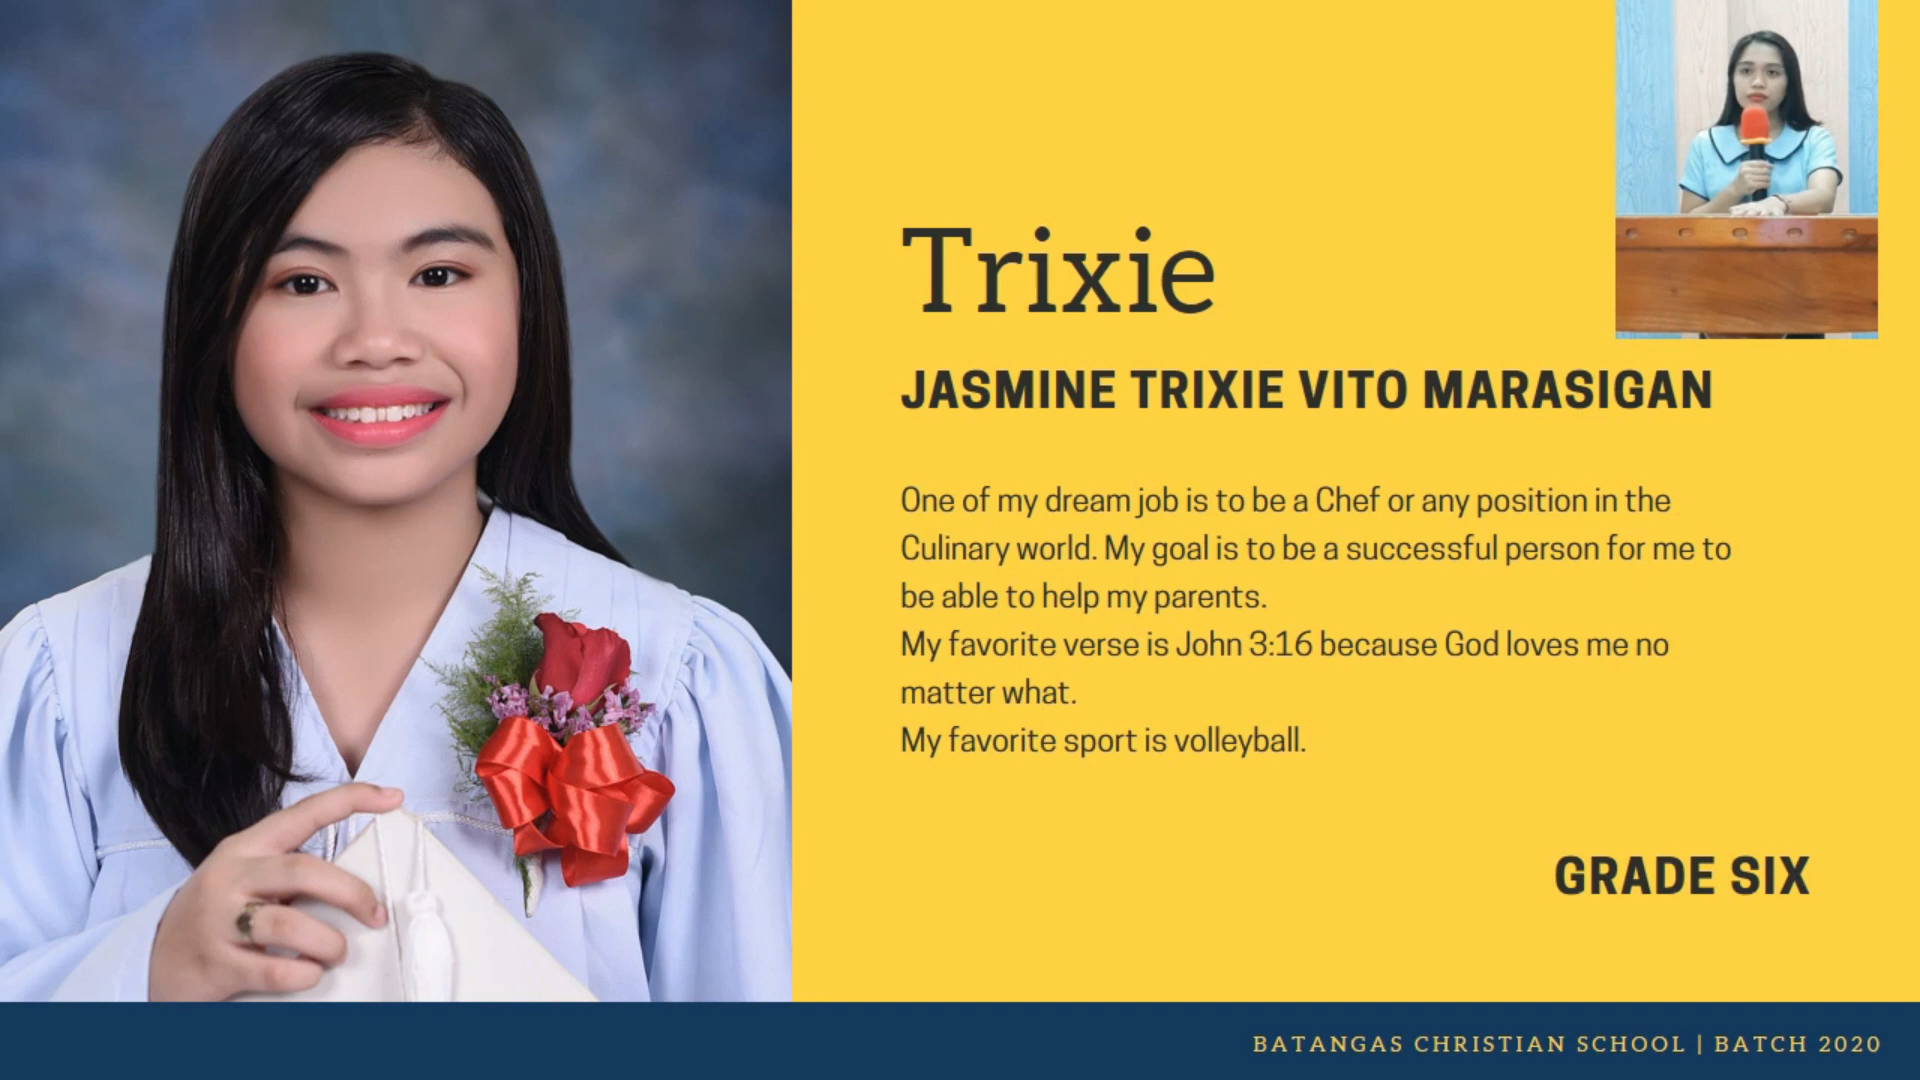 Trixie
JASMINE TRIXIE VITO MARASIGAN
One of my dream job is to be a Chef or any position in the
Culinary world. My goal is to be a successful person for me to
be able to help my parents.
My favorite verse is John 3:16 because God loves me no
matter what.
My favorite sport is volleyball.
GRADE SIX
BATANGAS CHRISTIAN SCHOOL | BATCH 2020